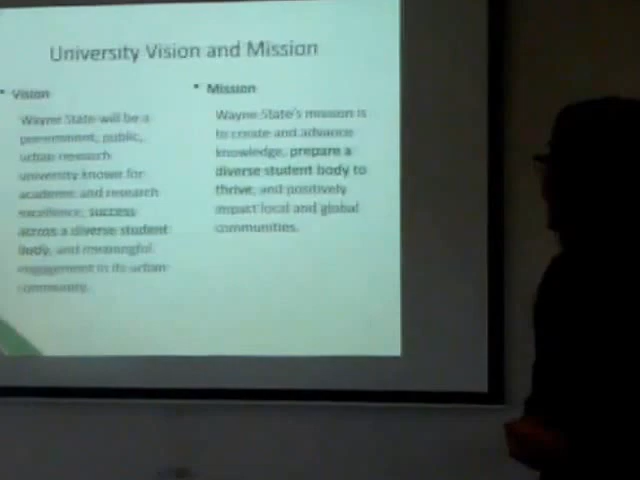 University Vision and Mission
• Vision
Wayne State will be a
preeminent, public,
urban research
university known for
academic and research
excellence, success
across a diverse student
body, and meaningful
engagement in its urban
community.
• Mission
Wayne State's mission is
to create and advance
knowledge, prepare a
diverse student body to
thrive, and positively
impact local and global
communities.